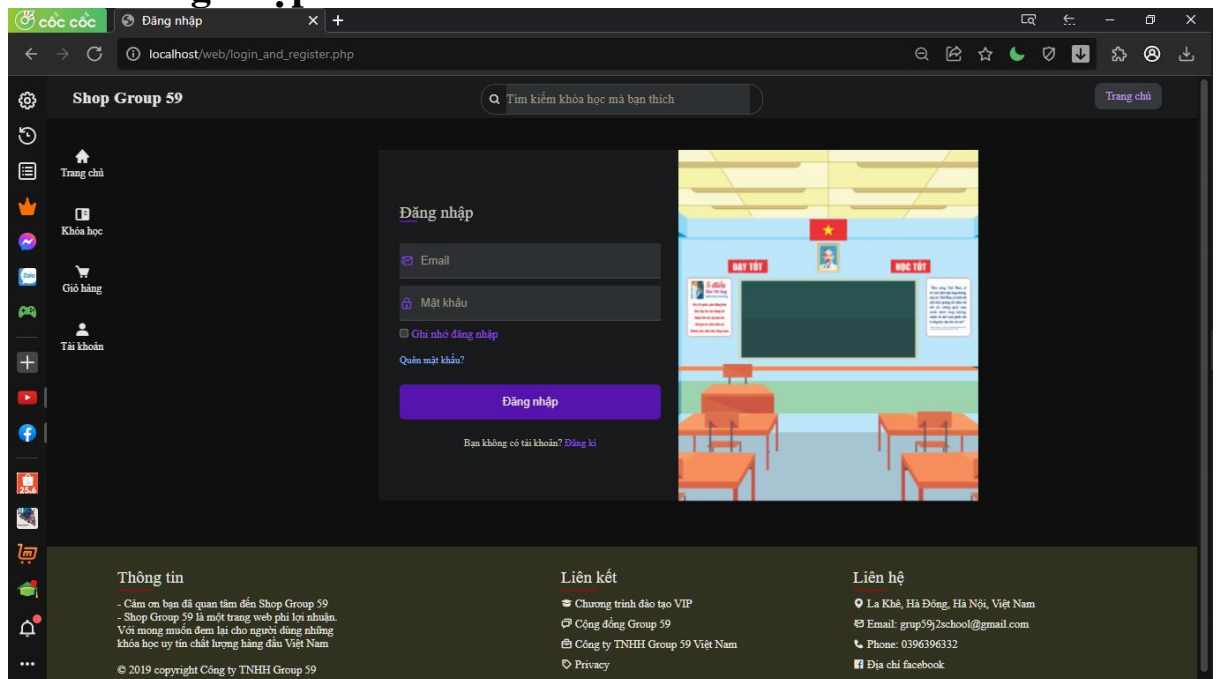 cốc cốc
Đăng nhập
localhost/web/login_and_register.php
Shop Group 59
Tìm kiếm khóa học mà bạn thích
Trang chủ
Trang chủ
Khóa học
Giỏ hàng
Tài khoản
Zalo
25.6
Đăng nhập
Email
Mật khẩu
Ghi nhớ đăng nhập
Quên mật khẩu?
Đăng nhập
Bạn không có tài khoản? Đăng kí
DẠY TỐT
HỌC TỐT
5 điều
Thông tin
- Cảm ơn bạn đã quan tâm đến Shop Group 59
- Shop Group 59 là một trang web phi lợi nhuận.
Với mong muốn đem lại cho người dùng những
khóa học uy tín chất lượng hàng đầu Việt Nam
© 2019 copyright Công ty TNHH Group 59
Liên kết
Chương trình đào tạo VIP
Cộng đồng Group 59
Công ty TNHH Group 59 Việt Nam
Privacy
Liên hệ
La Khê, Hà Đông, Hà Nội, Việt Nam
Email: grup59j2school@gmail.com
Phone: 0396396332
Địa chỉ facebook